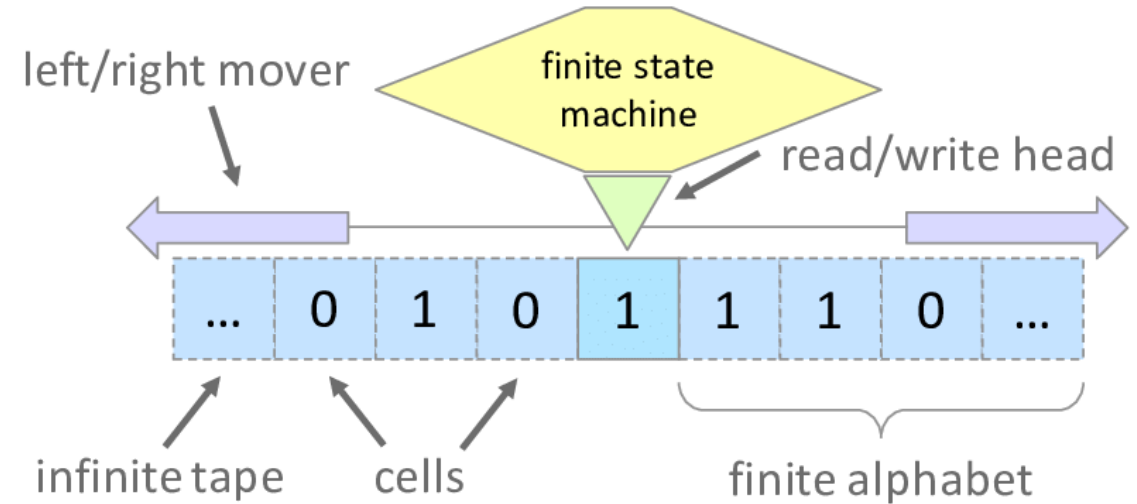 finite state
machine
left/right mover
read/write head
... 0 1 0 1 1 1 0 ...
infinite tape
cells
finite alphabet